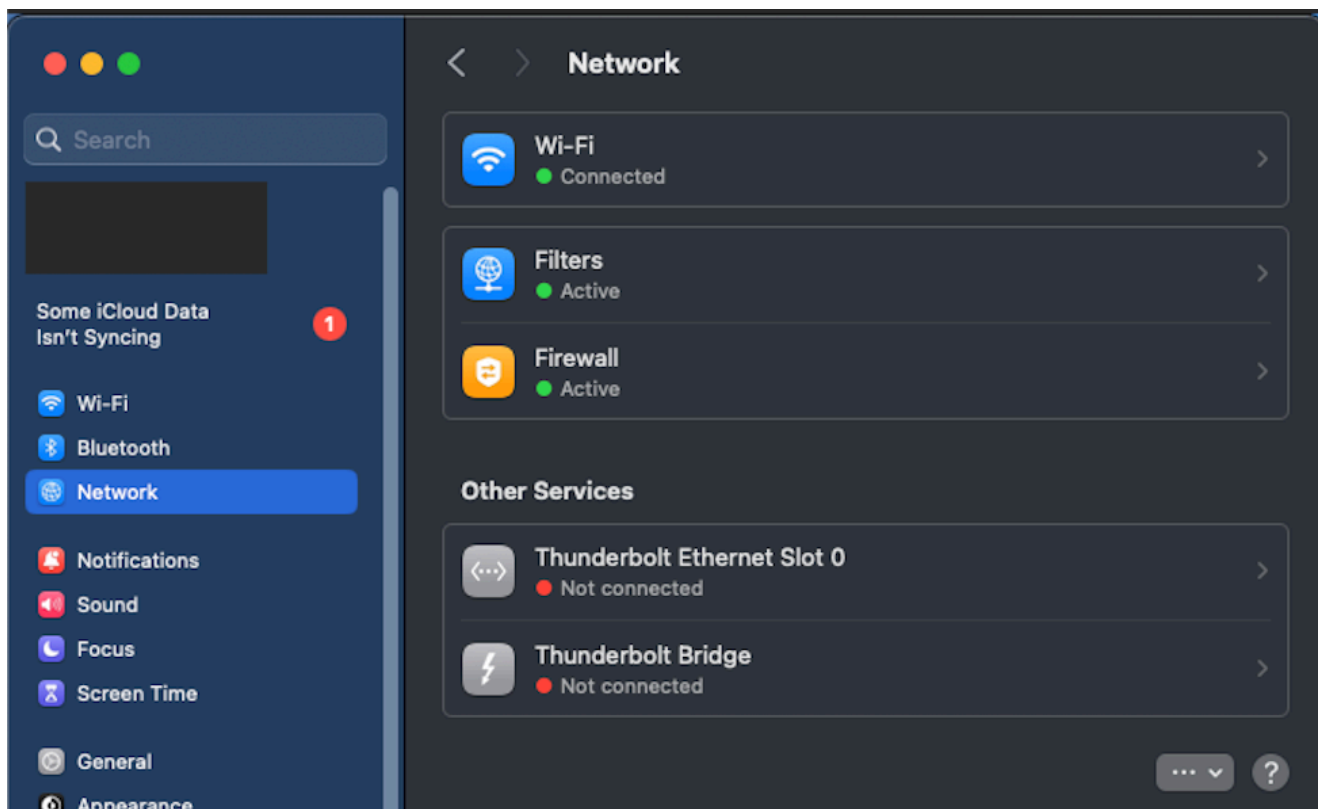 Search
Some iCloud Data
Isn't Syncing
1
Wi-Fi
Bluetooth
Network
Notifications
Sound
Focus
Screen Time
General
Appearance
Network
Wi-Fi
Connected
Filters
Active
Firewall
Active
Other Services
Thunderbolt Ethernet Slot 0
Not connected
Thunderbolt Bridge
Not connected
?